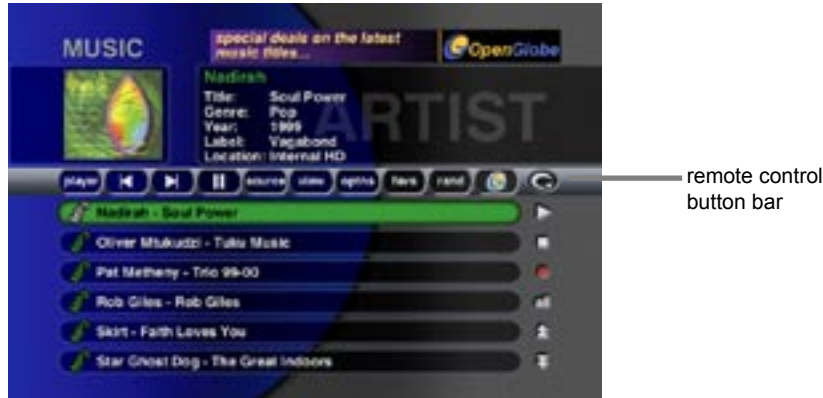 MUSIC
special deals on the latest
music titles...
OpenGlobe
Nadirah
ARTIST
Title: Soul Power
Genre: Pop
Year: 1999
Label: Vagabond
Location: Internal HD
player
source
view
optns
favs
rand
remote control
button bar
Nadirah - Soul Power
Oliver Mtukudzi - Tuku Music
Pat Metheny - Trio 99-00
Rob Giles - Rob Giles
Skirt - Faith Loves You
Star Ghost Dog - The Great Indoors
all